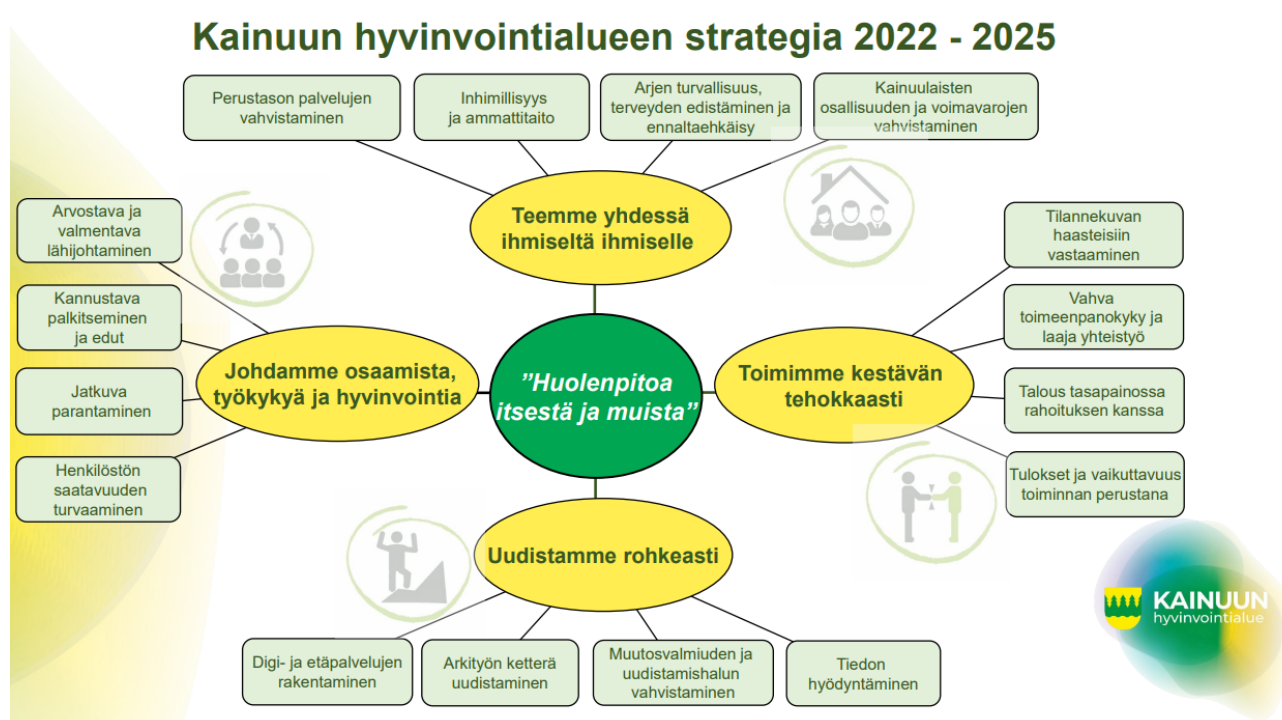 Kainuun hyvinvointialueen strategia 2022 - 2025
Perustason palvelujen
vahvistaminen
Inhimillisyys
ja ammattitaito
Arjen turvallisuus,
terveyden edistäminen ja
ennaltaehkäisy
Kainuulaisten
osallisuuden ja voimavarojen
vahvistaminen
Teemme yhdessä
ihmiseltä ihmiselle
Arvostava ja
valmentava
lähijohtaminen
Kannustava
palkitseminen
ja edut
Jatkuva
parantaminen
Henkilöstön
saatavuuden
turvaaminen
Johdamme osaamista,
työkykyä ja hyvinvointia
”Huolenpitoa
itsestä ja muista”
Toimimme kestävän
tehokkaasti
Tilannekuvan
haasteisiin
vastaaminen
Vahva
toimeenpanokyky ja
laaja yhteistyö
Talous tasapainossa
rahoituksen kanssa
Tulokset ja vaikuttavuus
toiminnan perustana
Uudistamme rohkeasti
Digi- ja etäpalvelujen
rakentaminen
Arkityön ketterä
uudistaminen
Muutosvalmiuden ja
uudistamishalun
vahvistaminen
Tiedon
hyödyntäminen
KAINUUN
hyvinvointialue